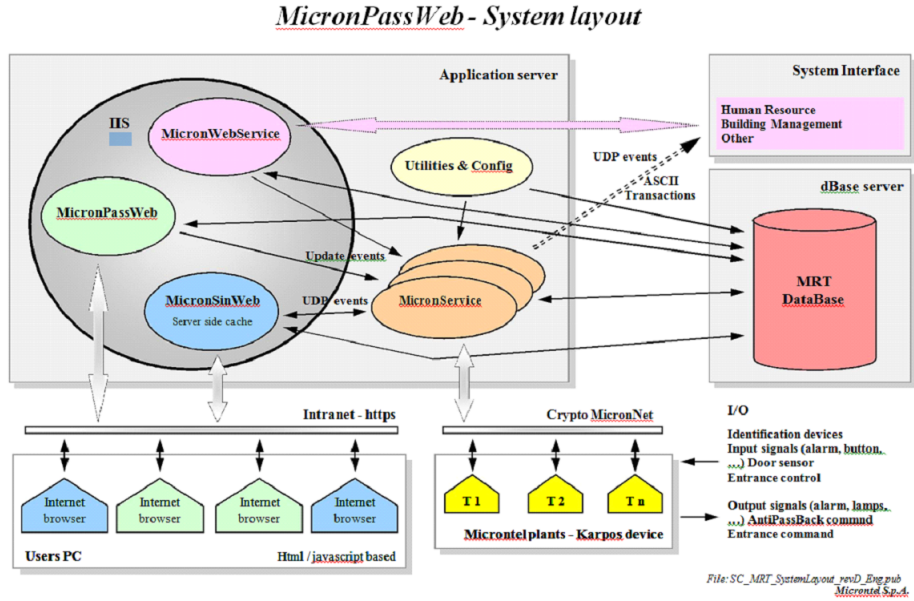 MicronPassWeb - System layout
Application server
System Interface
IIS
MicronWebService
Human Resource
Building Management
Other
Utilities & Config
UDP events
ASCII
Transactions
dBase server
MicronPassWeb
Update events
MicronSinWeb
Server side cache
UDP events
MicronService
MRT
DataBase
Intranet - https
Crypto MicronNet
I/O
Identification devices
Input signals (alarm, button,
...) Door sensor
Entrance control
Internet
browser
Internet
browser
Internet
browser
Internet
browser
T 1
T 2
T n
Output signals (alarm, lamps,
...) AntiPassBack commnd
Entrance command
Users PC
Html / javascript based
Microntel plants - Karpos device
File: SC_MRT_SystemLayout_revD_Eng.pub
Microntel S.p.A.